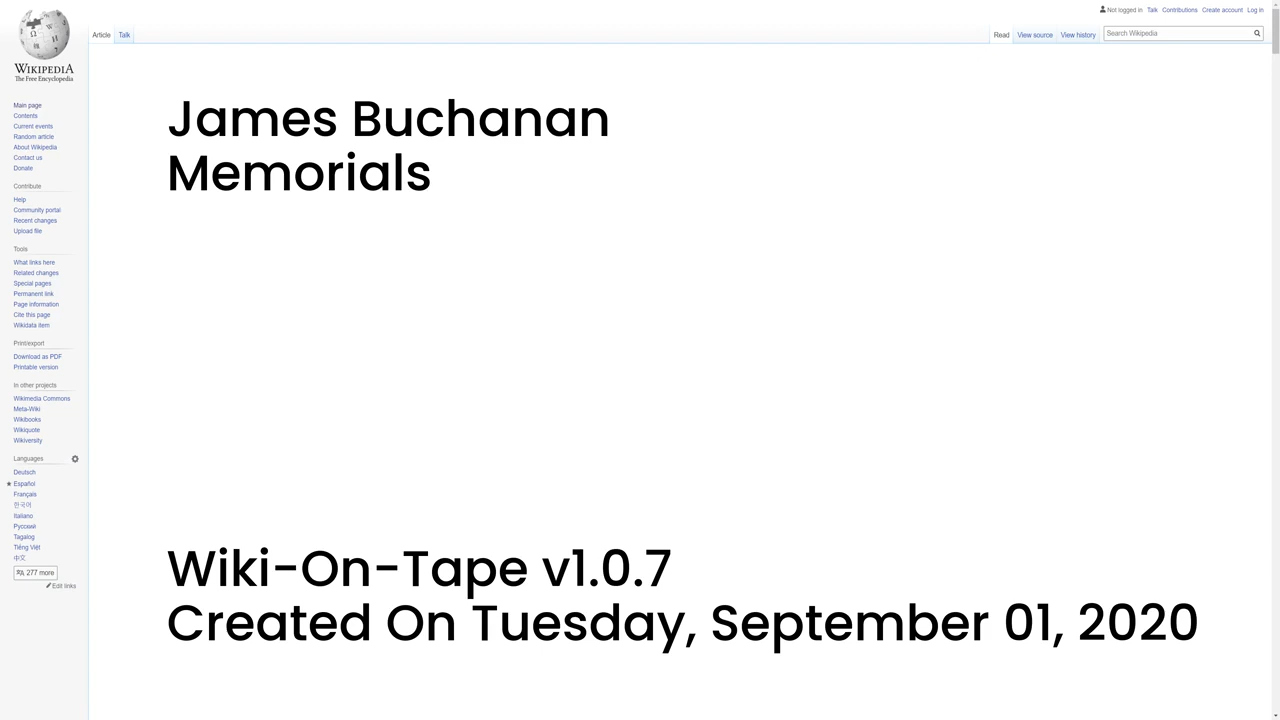 Not logged in Talk Contributions Create account Log in
Article Talk
Read View source View history Search Wikipedia
WIKIPEDIA
The Free Encyclopedia
Main page
Contents
Current events
Random article
About Wikipedia
Contact us
Donate
Contribute
Help
Community portal
Recent changes
Upload file
Tools
What links here
Related changes
Special pages
Permanent link
Page information
Cite this page
Wikidata item
Print/export
Download as PDF
Printable version
In other projects
Wikimedia Commons
Meta-Wiki
Wikibooks
Wikiquote
Wikiversity
Languages
Deutsch
Español
Français
한국어
Italiano
Русский
Tagalog
Tiếng Việt
中文
277 more
Edit links
James Buchanan
Memorials
Wiki-On-Tape v1.0.7
Created On Tuesday, September 01, 2020